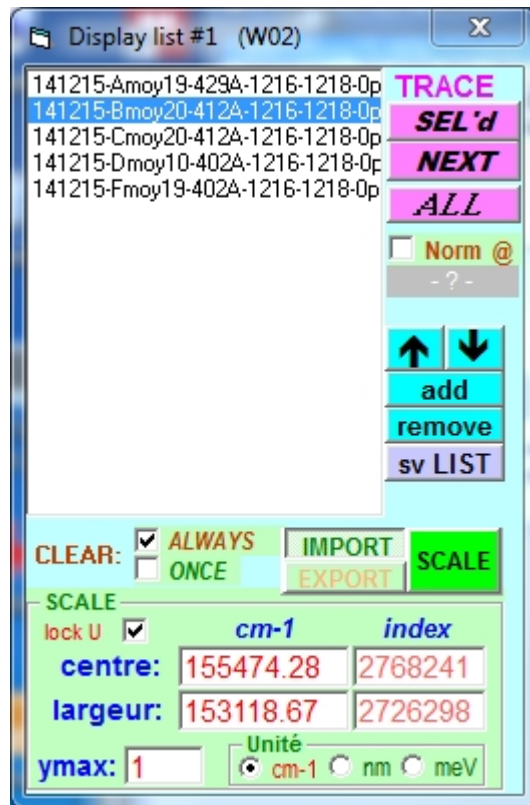 Display list #1 (W02)
X
141215-Amoy19-429A-1216-1218-0p
141215-Bmoy20-412A-1216-1218-0p
141215-Cmoy20-412A-1216-1218-0p
141215-Dmoy10-402A-1216-1218-0p
141215-Fmoy19-402A-1216-1218-0p
TRACE
SEL'd
NEXT
ALL
Norm @
- ? -
add
remove
sv LIST
CLEAR: ALWAYS
ONCE
IMPORT
EXPORT
SCALE
SCALE
lock U cm-1 index
centre: 155474.28 2768241
largeur: 153118.67 2726298
ymax: 1
Unité
cm-1 nm meV